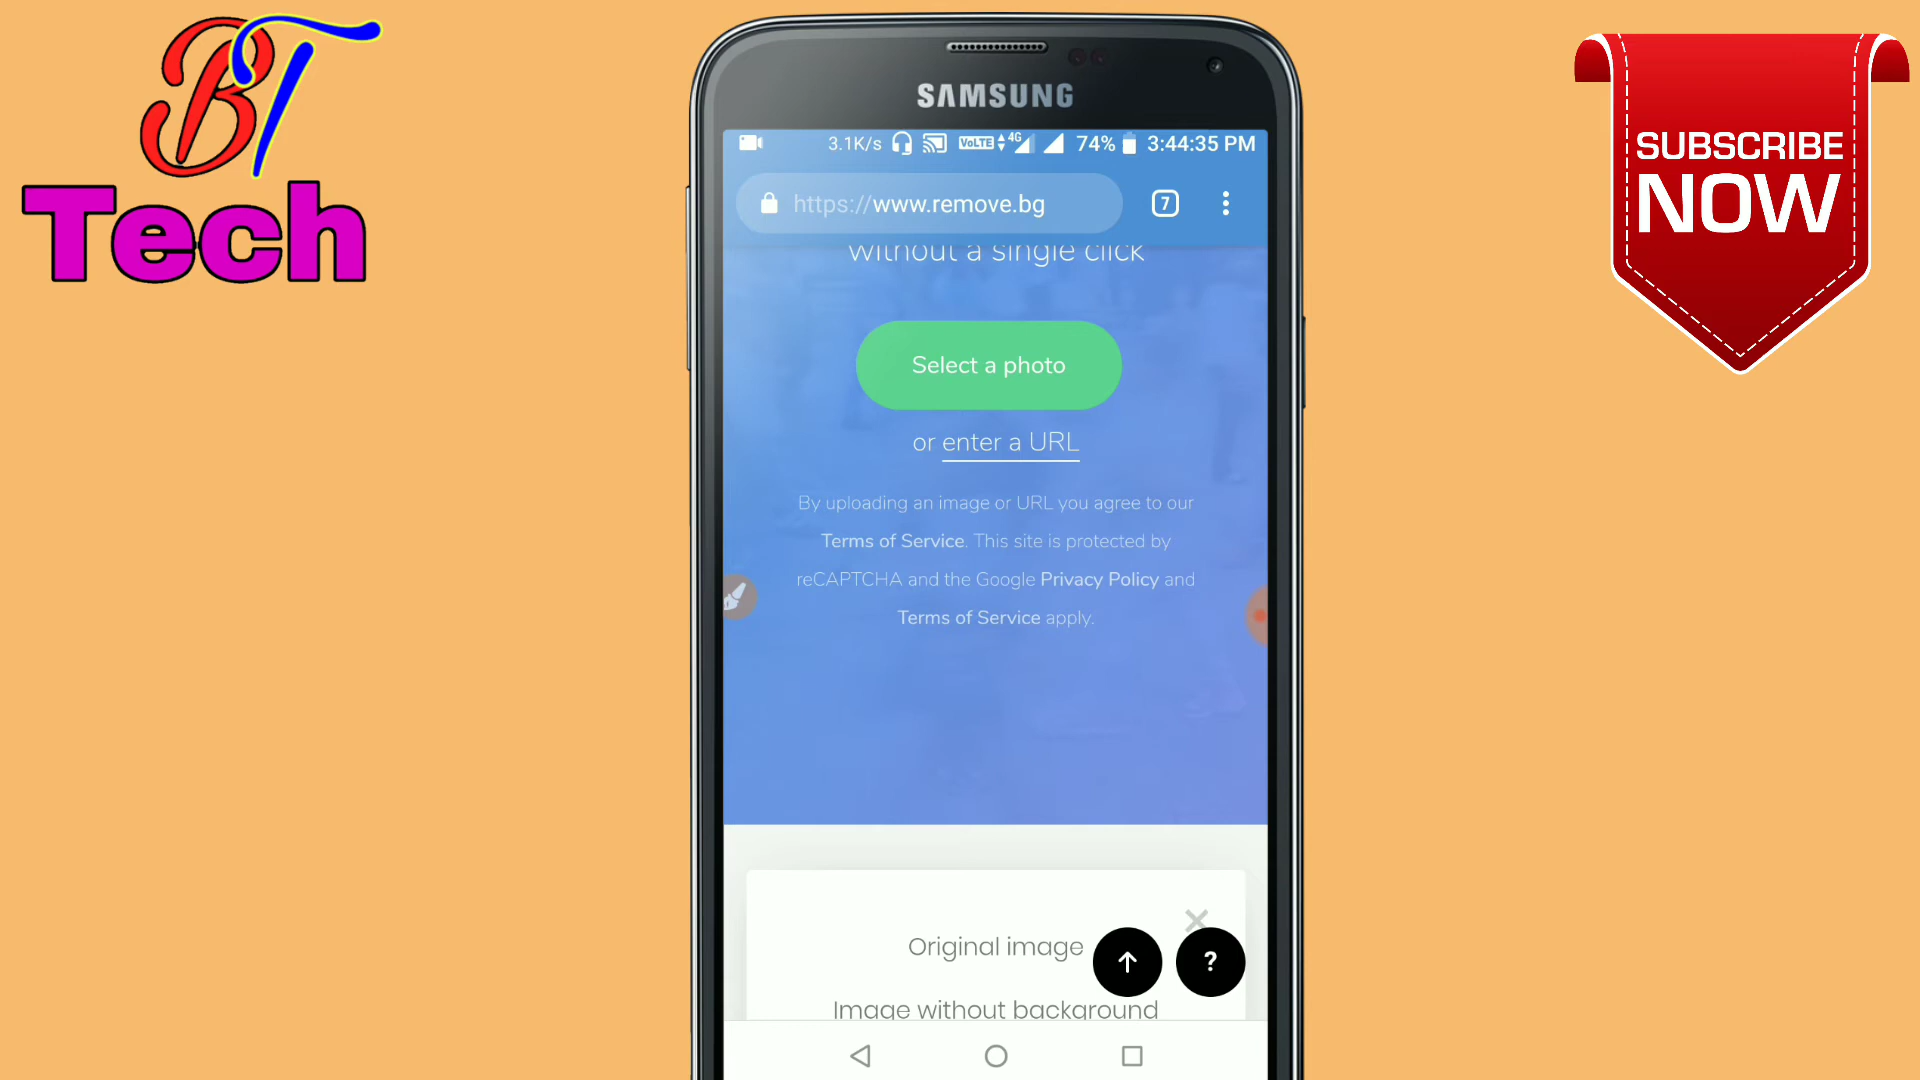 BT
Tech
SUBSCRIBE
NOW
SAMSUNG
3.1K/s VoLTE 4G 74% 3:44:35 PM
https://www.remove.bg 7
without a single click
Select a photo
or enter a URL
By uploading an image or URL you agree to our
Terms of Service. This site is protected by
reCAPTCHA and the Google Privacy Policy and
Terms of Service apply.
Original image
?
Image without background